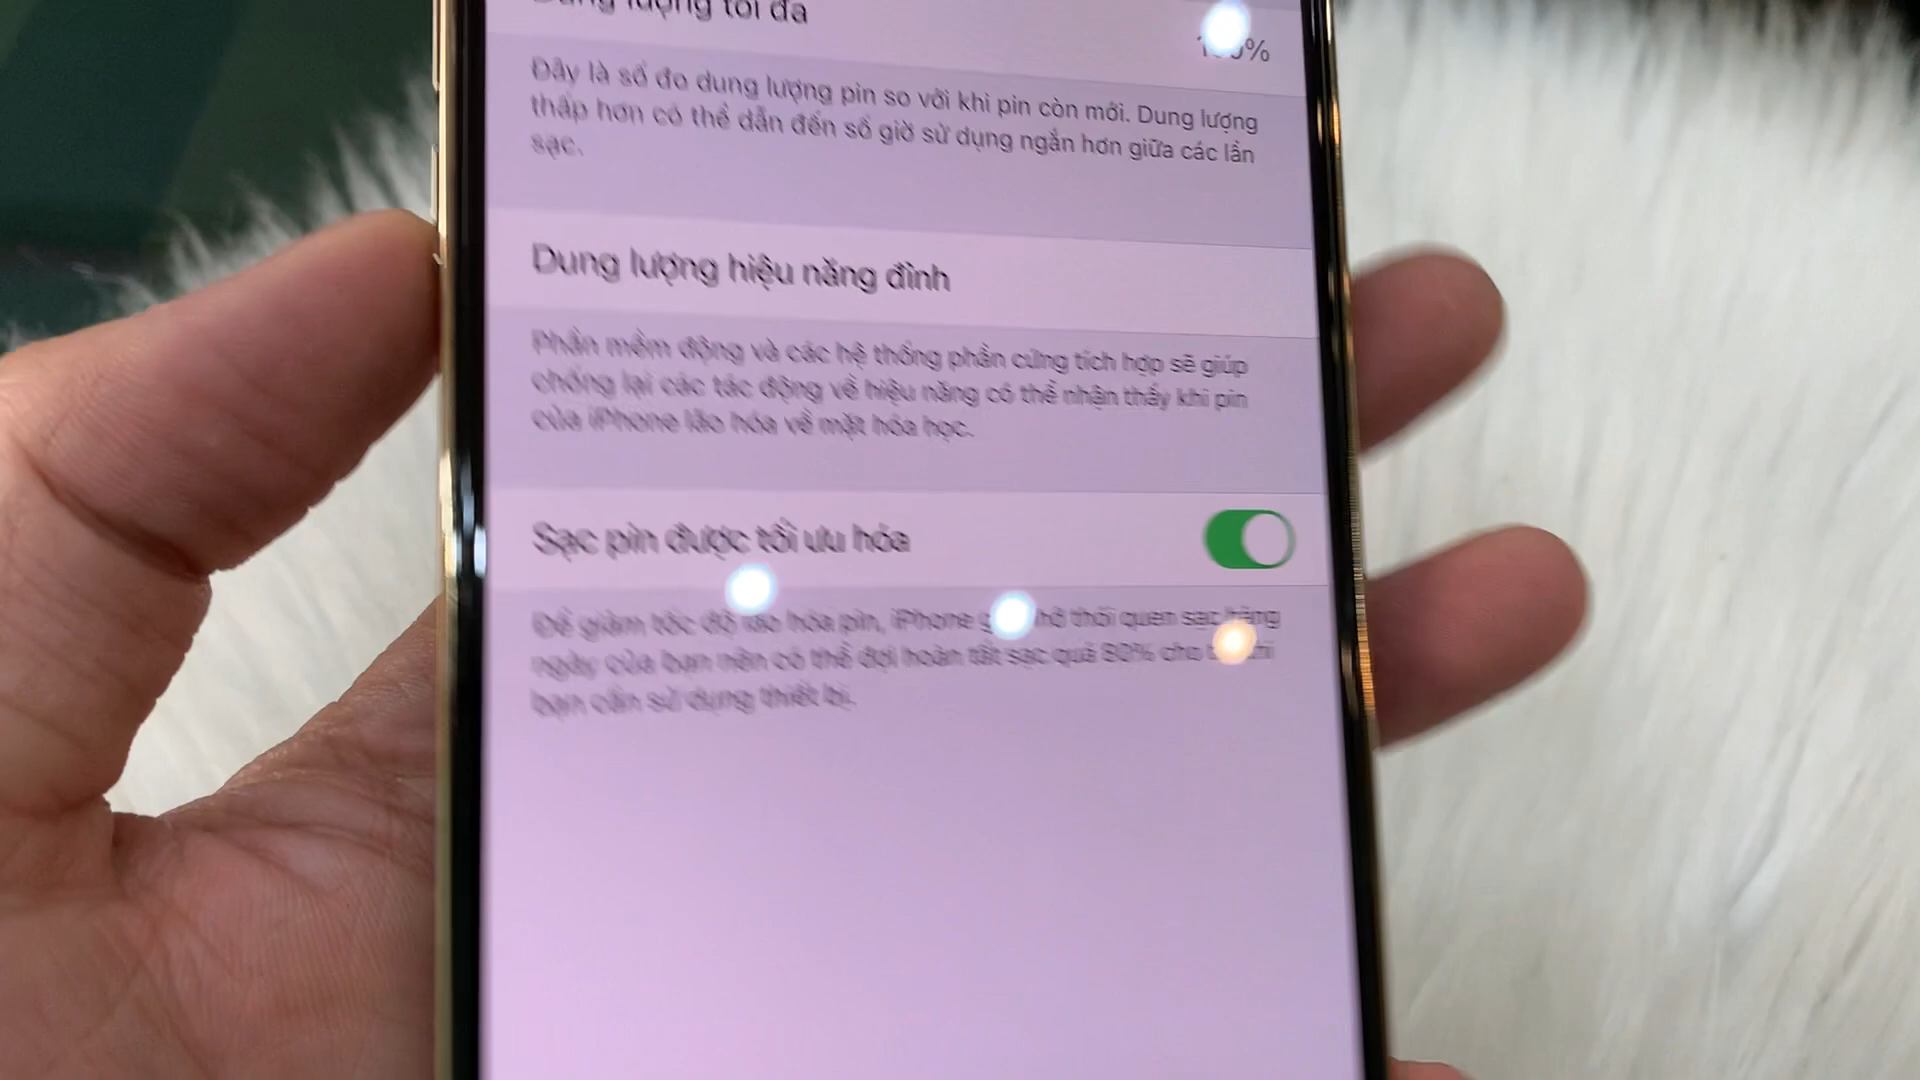 Dung lượng tối đa
100%
Đây là số đo dung lượng pin so với khi pin còn mới. Dung lượng
thấp hơn có thể dẫn đến số giờ sử dụng ngắn hơn giữa các lần
sạc.
Dung lượng hiệu năng đỉnh
Phần mềm động và các hệ thống phần cứng tích hợp sẽ giúp
chống lại các tác động về hiệu năng có thể nhận thấy khi pin
của iPhone lão hóa về mặt hóa học.
Sạc pin được tối ưu hóa
Để giảm tốc độ lão hóa pin, iPhone ghi nhớ thói quen sạc hàng
ngày của bạn nên có thể đợi hoàn tất sạc quá 80% cho tới khi
bạn cần sử dụng thiết bị.